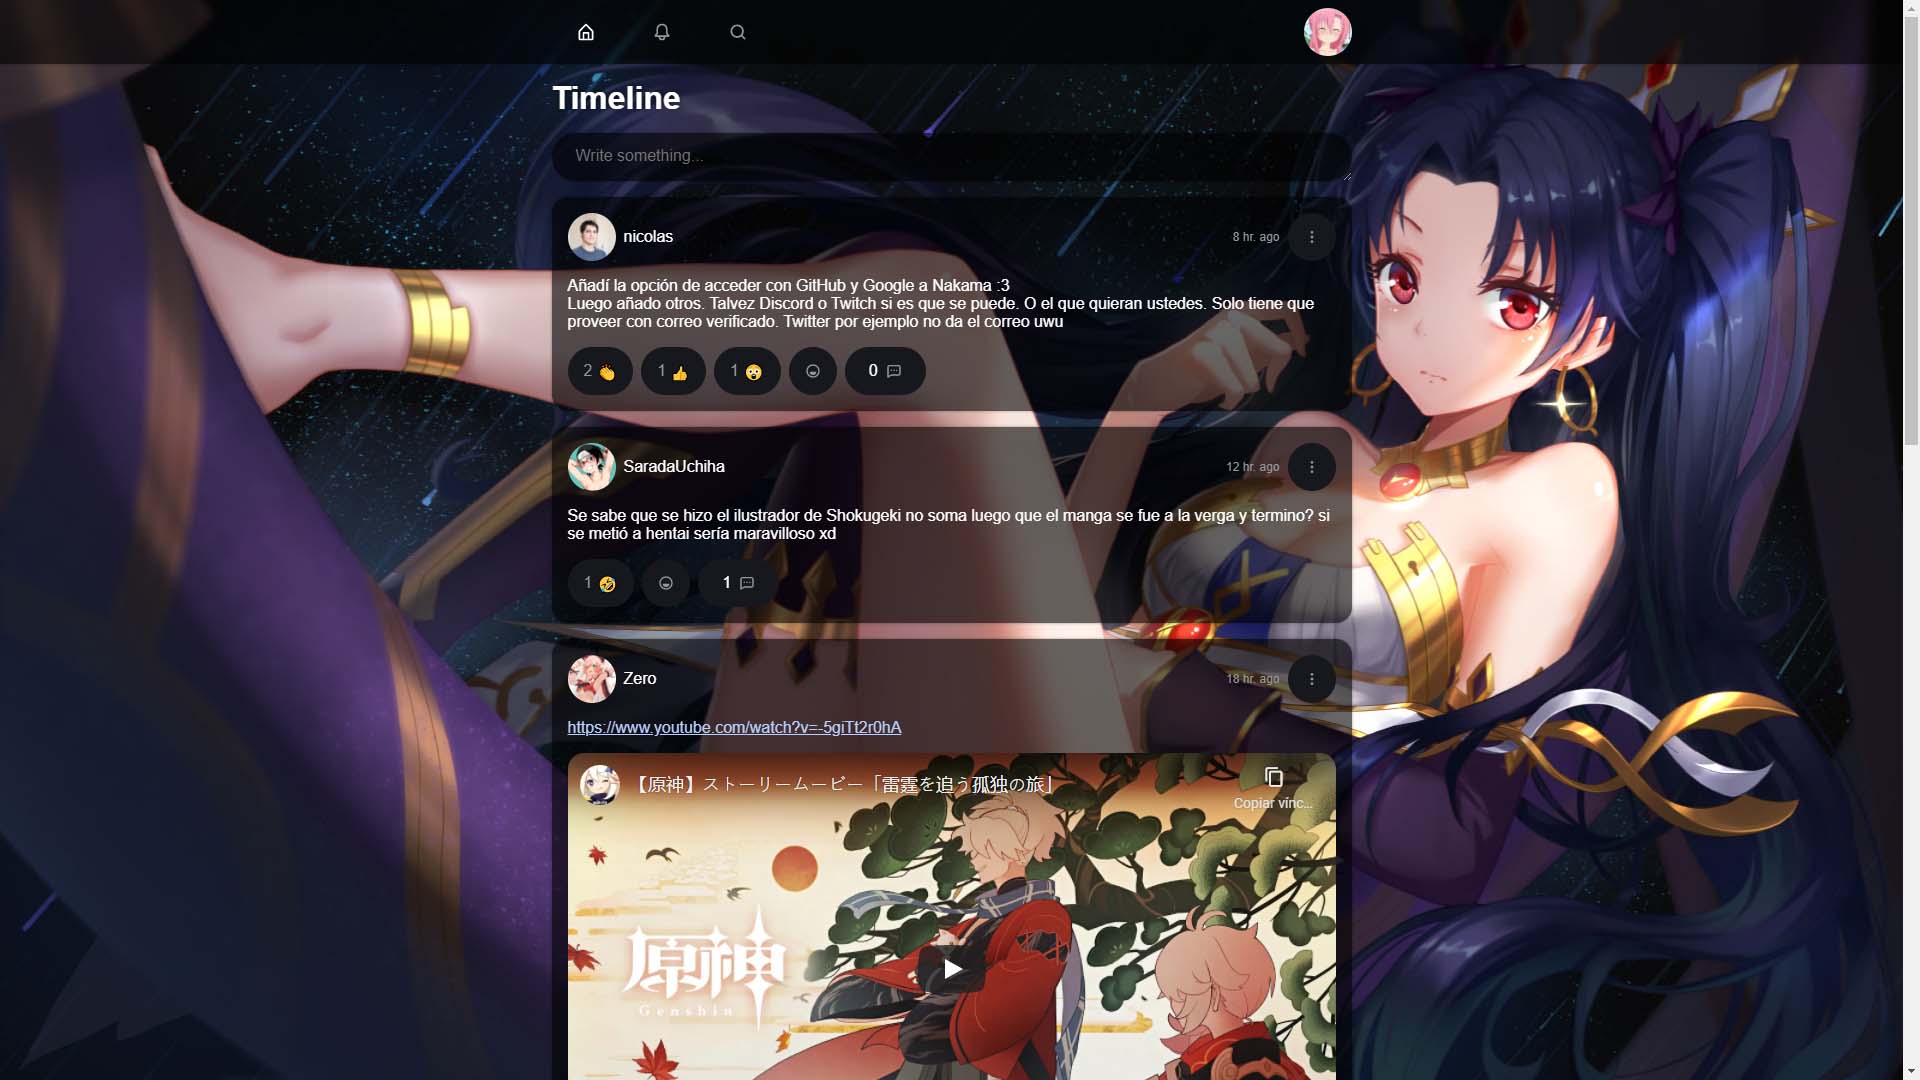 Timeline
Write something...
nicolas
8 hr. ago
Añadí la opción de acceder con GitHub y Google a Nakama :3
Luego añado otros. Talvez Discord o Twitch si es que se puede. O el que quieran ustedes. Solo tiene que
proveer con correo verificado. Twitter por ejemplo no da el correo uwu
2 👏 1 👍 1 😲 0
SaradaUchiha
12 hr. ago
Se sabe que se hizo el ilustrador de Shokugeki no soma luego que el manga se fue a la verga y termino? si
se metió a hentai sería maravilloso xd
1 🤣 1
Zero
18 hr. ago
https://www.youtube.com/watch?v=-5giTt2r0hA
【原神】ストーリームービー「雷霆を追う孤独の旅」
Copiar vínc...
原神
Genshin